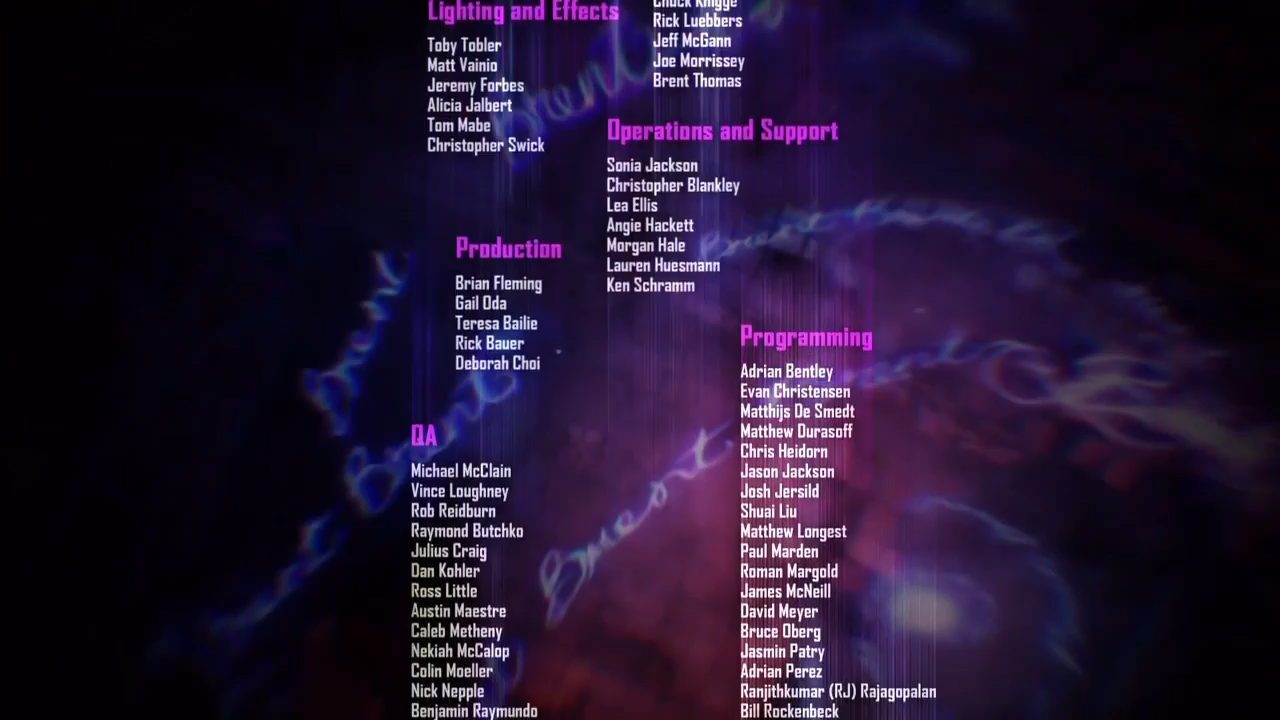 Lighting and Effects
Toby Tobler
Matt Vainio
Jeremy Forbes
Alicia Jalbert
Tom Mabe
Christopher Swick
Chuck Knigge
Rick Luebbers
Jeff McGann
Joe Morrissey
Brent Thomas
Operations and Support
Sonia Jackson
Christopher Blankley
Lea Ellis
Angie Hackett
Morgan Hale
Lauren Huesmann
Ken Schramm
Production
Brian Fleming
Gail Oda
Teresa Bailie
Rick Bauer
Deborah Choi
Programming
Adrian Bentley
Evan Christensen
Matthijs De Smedt
Matthew Durasoff
Chris Heidorn
Jason Jackson
Josh Jersild
Shuai Liu
Matthew Longest
Paul Marden
Roman Margold
James McNeill
David Meyer
Bruce Oberg
Jasmin Patry
Adrian Perez
Ranjithkumar (RJ) Rajagopalan
Bill Rockenbeck
QA
Michael McClain
Vince Loughney
Rob Reidburn
Raymond Butchko
Julius Craig
Dan Kohler
Ross Little
Austin Maestre
Caleb Metheny
Nekiah McCalop
Colin Moeller
Nick Nepple
Benjamin Raymundo
Brent
Brent
Brent